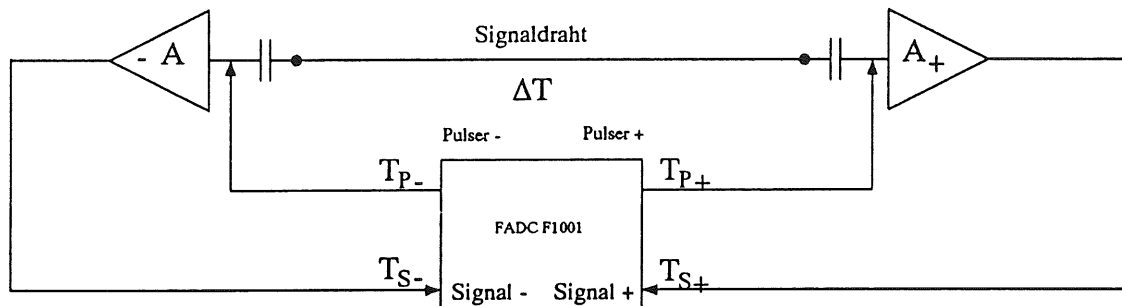 Signaldraht
- A
A+
ΔT
Pulser -
Pulser +
TP-
TP+
FADC F1001
TS-
TS+
Signal -
Signal +